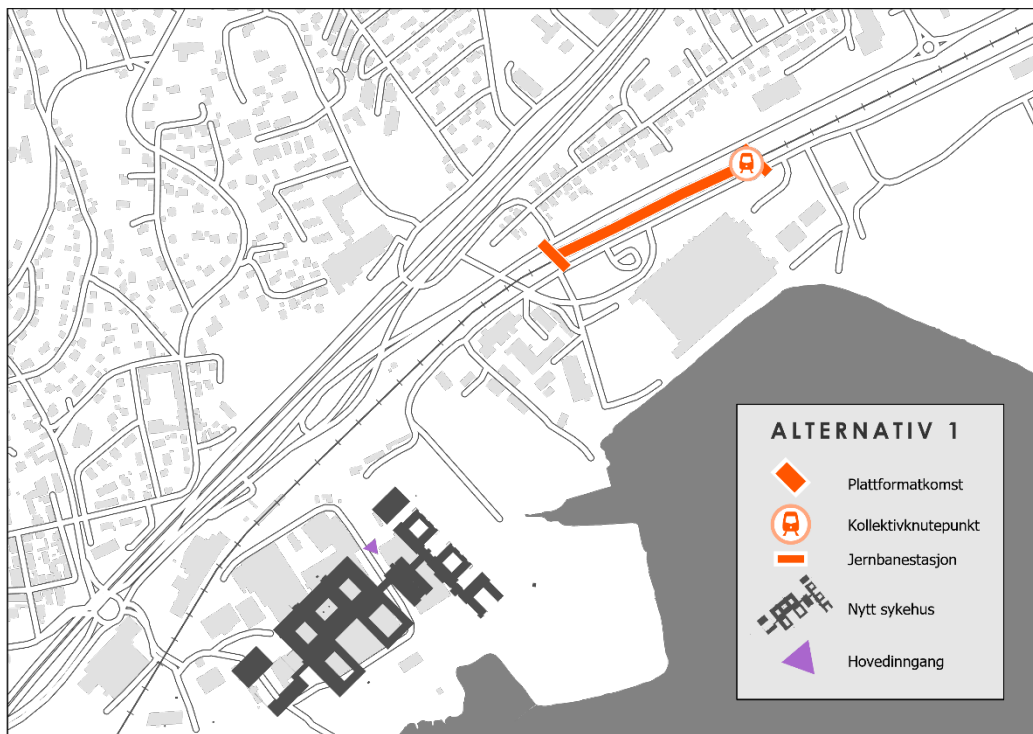 ALTERNATIV 1
Plattformatkomst
Kollektivknutepunkt
Jernbanestasjon
Nytt sykehus
Hovedinngang